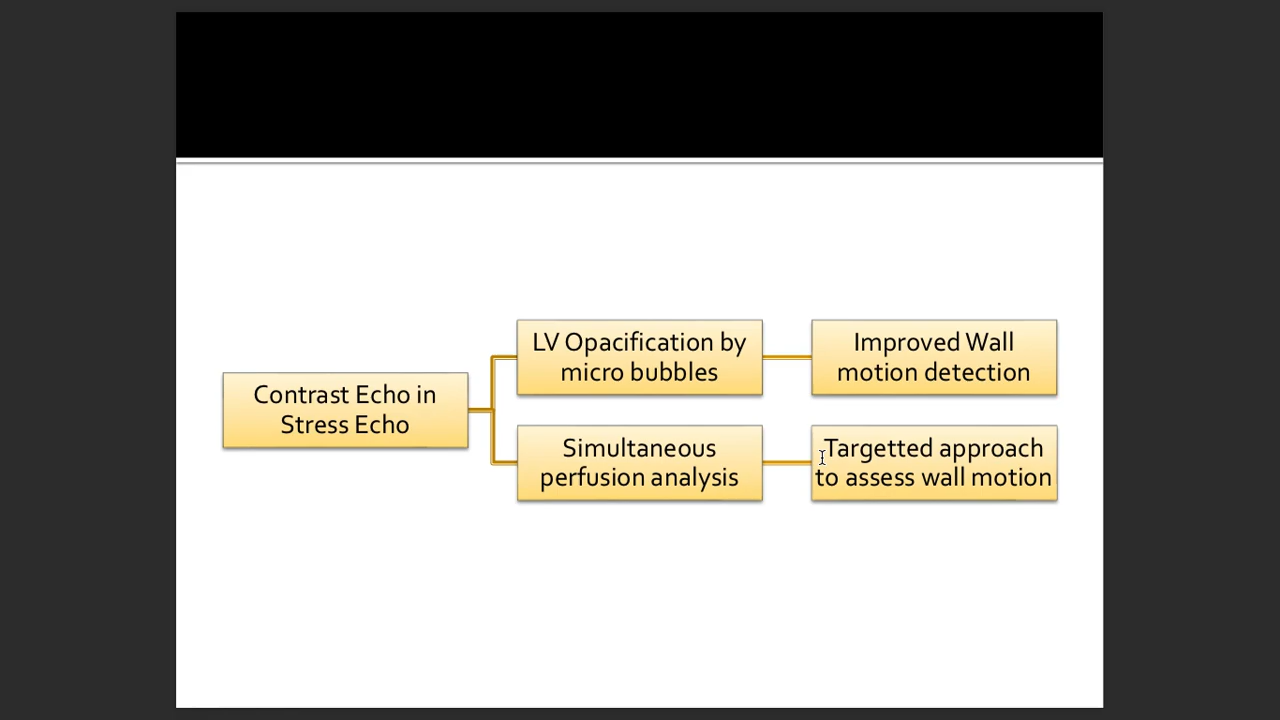 Contrast Echo in
Stress Echo
LV Opacification by
micro bubbles
Improved Wall
motion detection
Simultaneous
perfusion analysis
Targetted approach
to assess wall motion